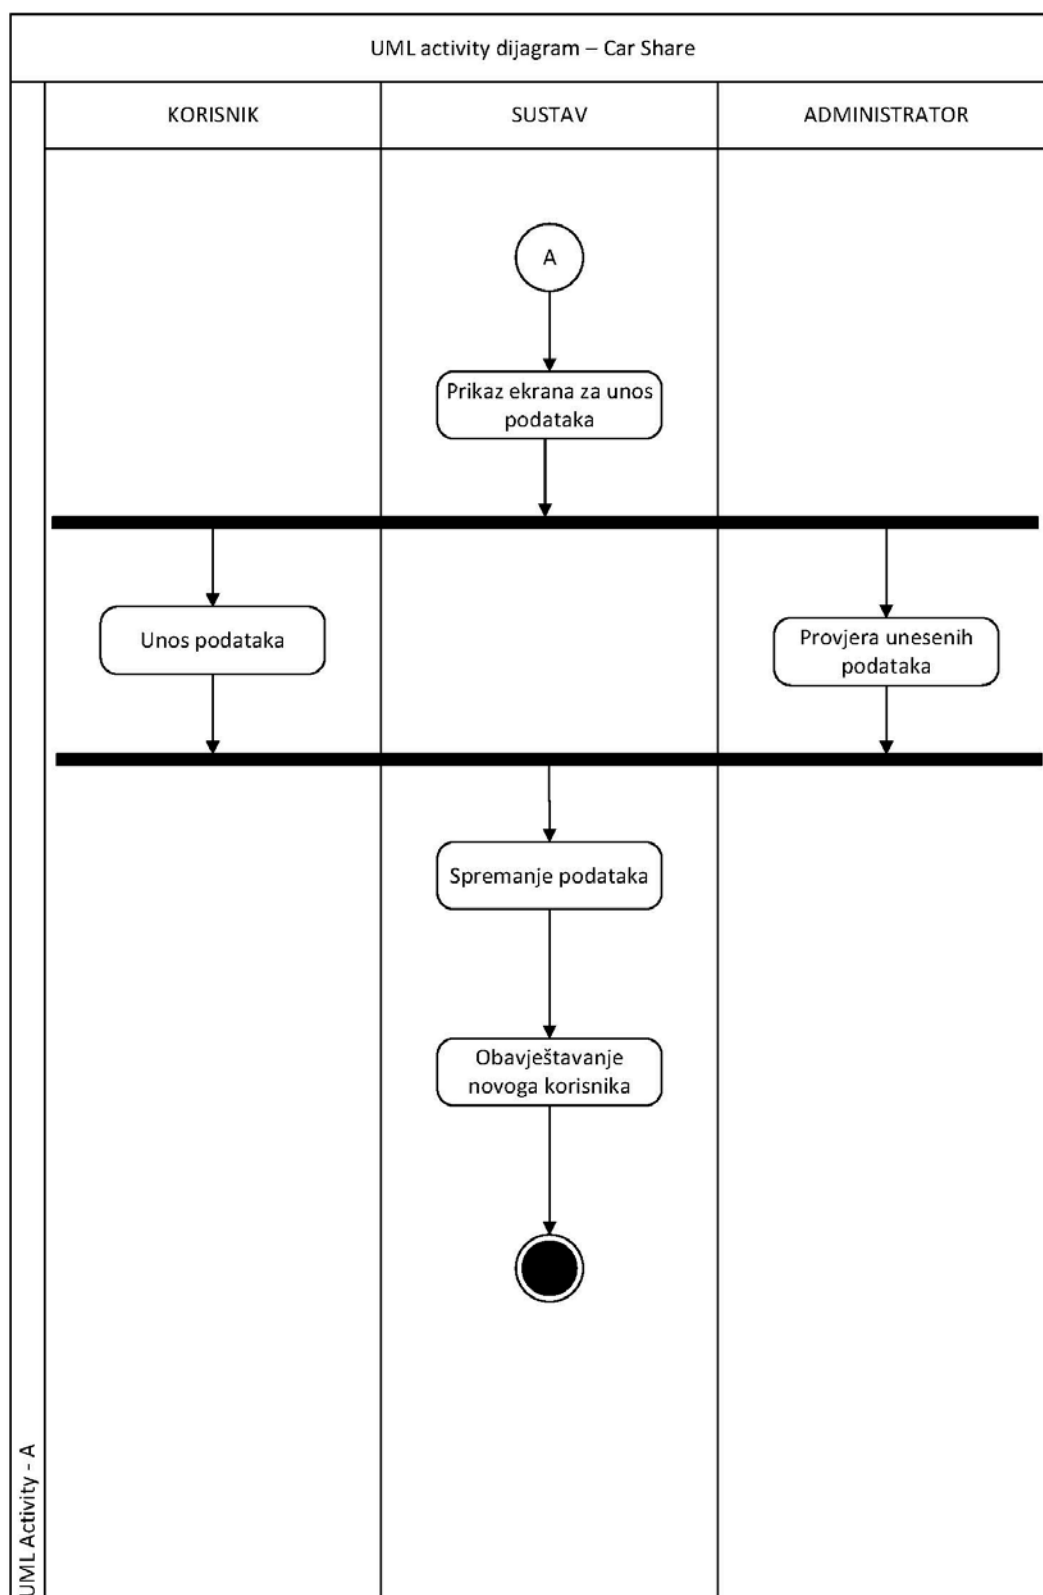 UML activity dijagram – Car Share
KORISNIK
SUSTAV
ADMINISTRATOR
A
Prikaz ekrana za unos
podataka
Unos podataka
Provjera unesenih
podataka
Spremanje podataka
Obavještavanje
novoga korisnika
UML Activity - A